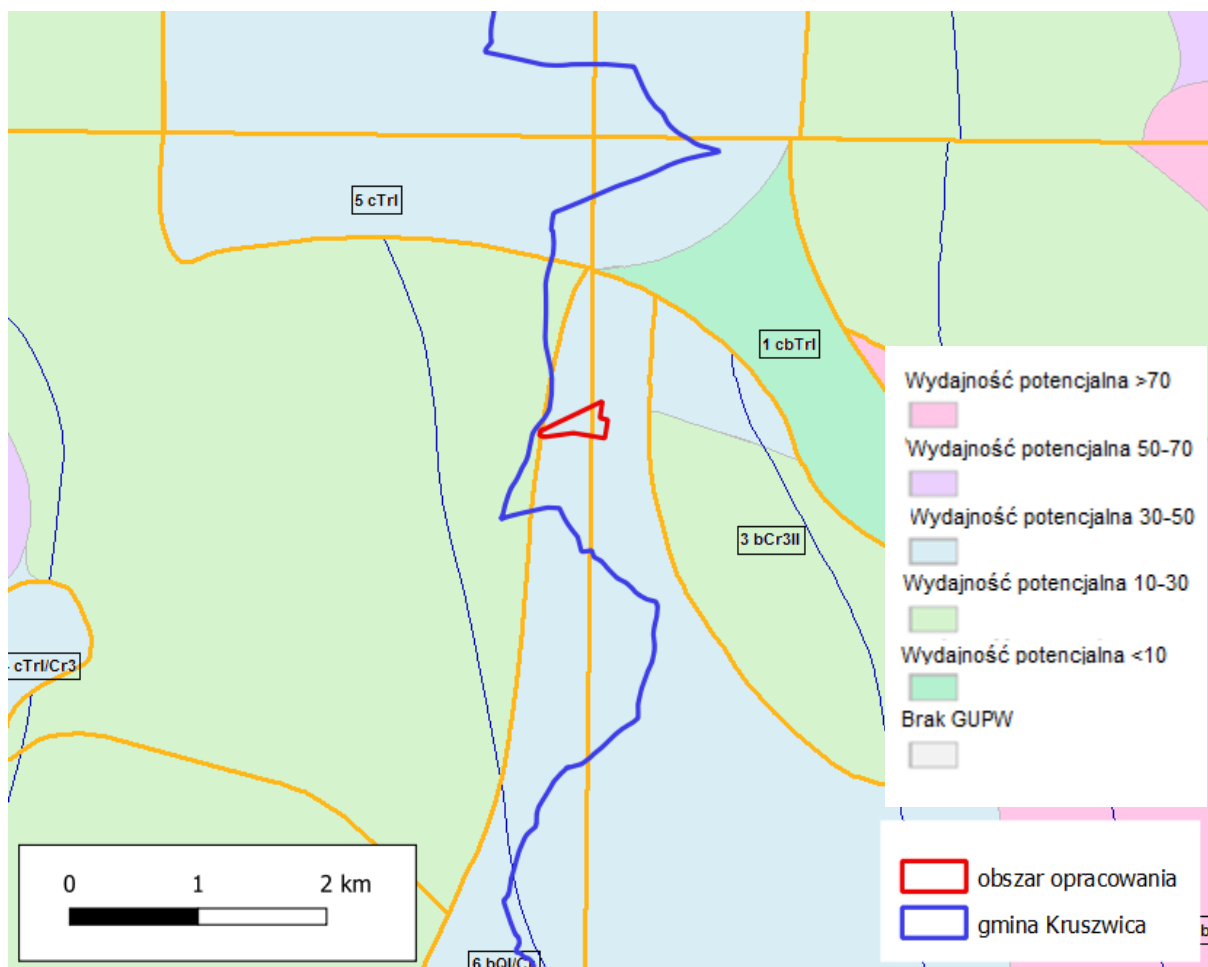 5 cTrI
1 cbTrI
3 bCr3II
cTrI/Cr3
Wydajność potencjalna >70
Wydajność potencjalna 50-70
Wydajność potencjalna 30-50
Wydajność potencjalna 10-30
Wydajność potencjalna <10
Brak GUPW
0 1 2 km
obszar opracowania
gmina Kruszwica
6 bQI/C
b